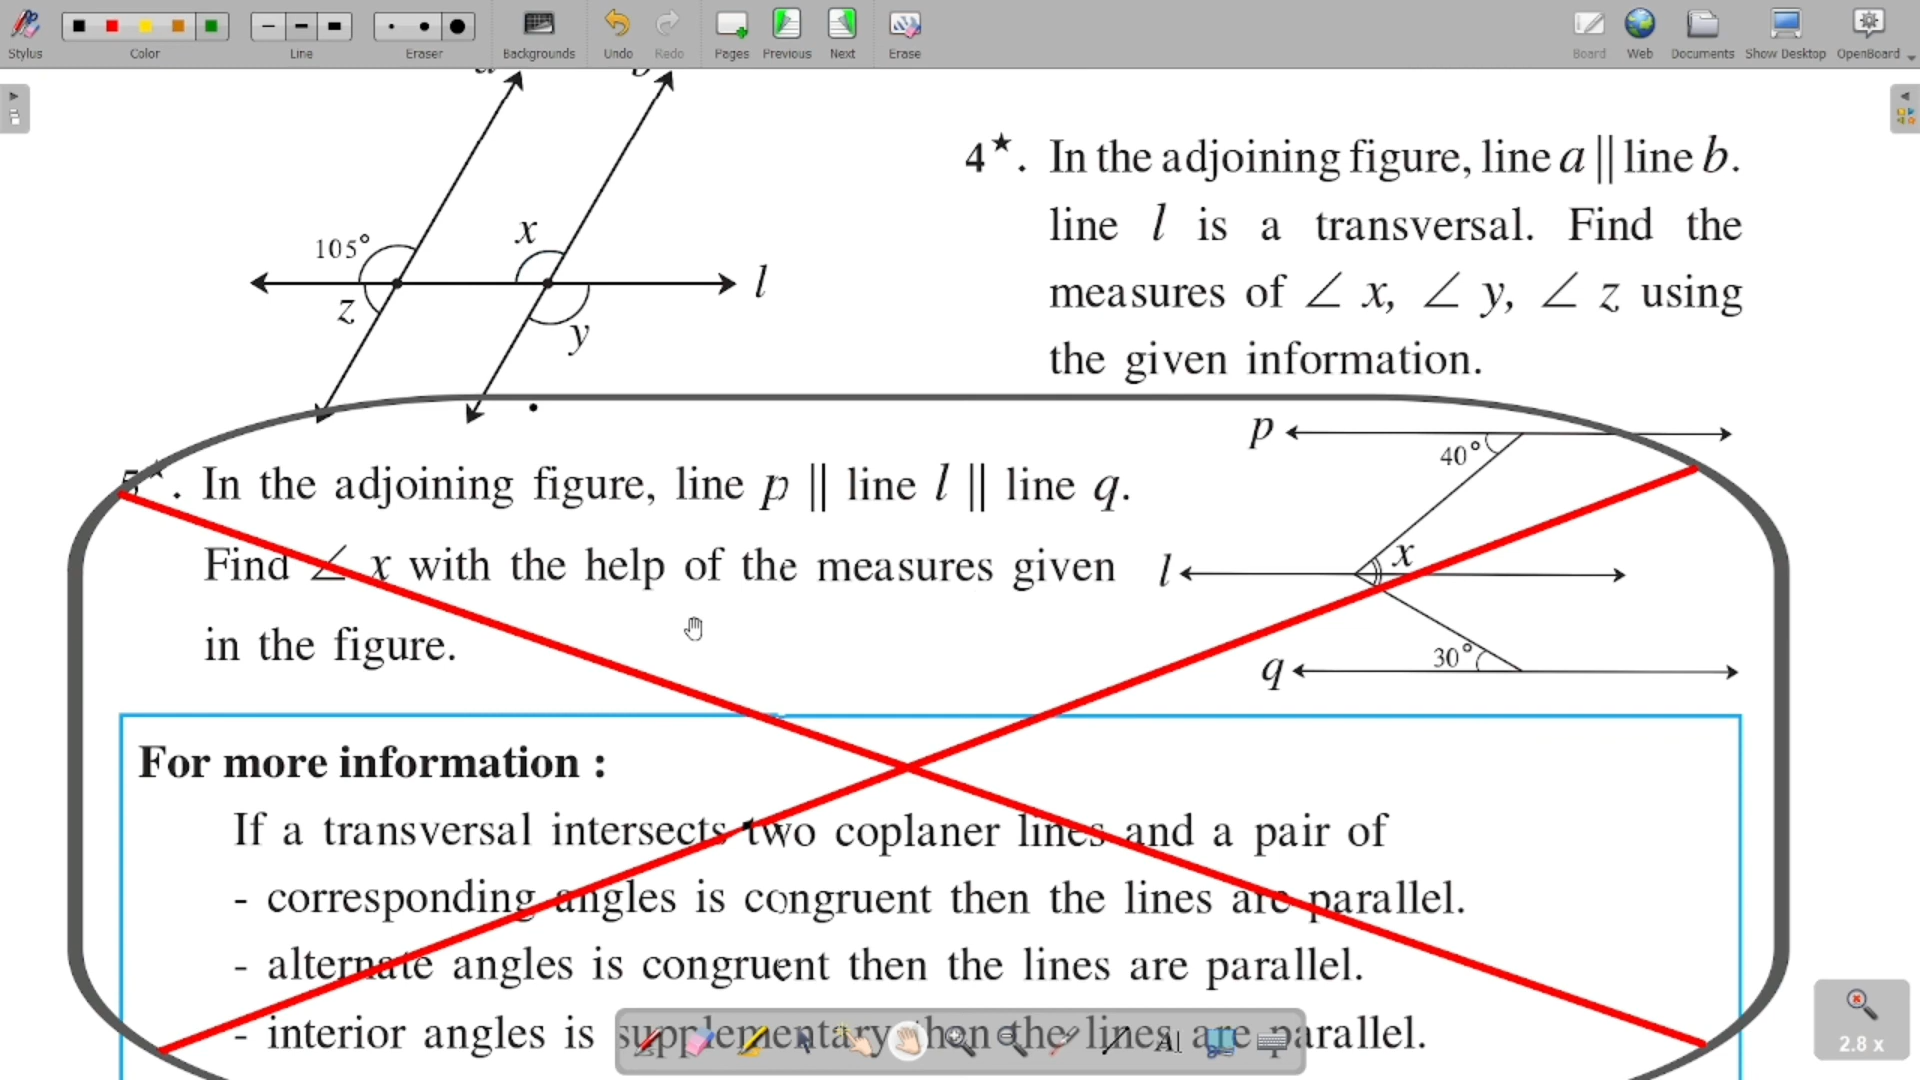 Stylus Color Line Eraser Backgrounds Undo Redo Pages Previous Next Erase Board Web Documents Show Desktop OpenBoard
4★. In the adjoining figure, line a || line b.
line l is a transversal. Find the
measures of ∠ x, ∠ y, ∠ z using
the given information.
105°
x
l
z
y
5★. In the adjoining figure, line p || line l || line q.
Find ∠ x with the help of the measures given
in the figure.
p
40°
x
l
30°
q
For more information :
If a transversal intersects two coplaner lines and a pair of
- corresponding angles is congruent then the lines are parallel.
- alternate angles is congruent then the lines are parallel.
- interior angles is supplementary then the lines are parallel.
2.8 x